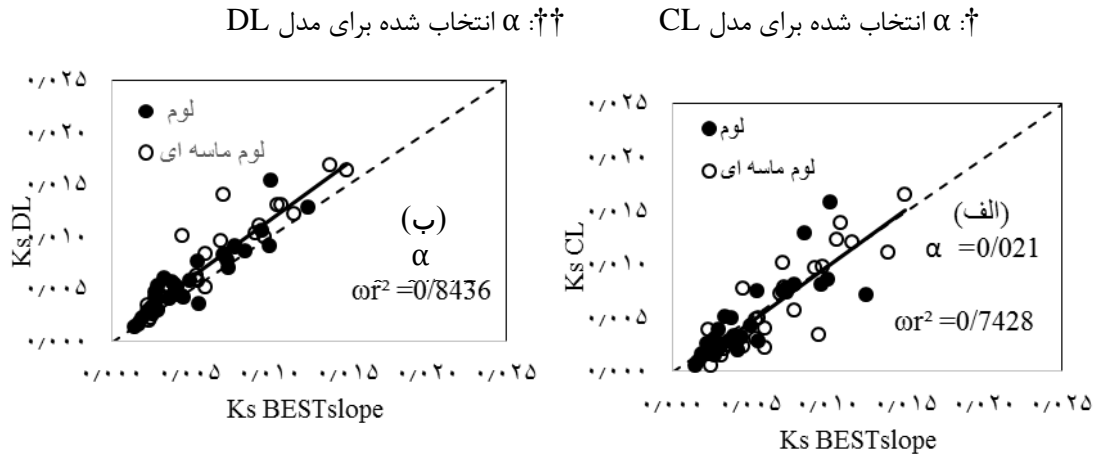 †: α انتخاب شده برای مدل CL
††: α انتخاب شده برای مدل DL
۰/۰۲۵
۰/۰۲۰
۰/۰۱۵
۰/۰۱۰
۰/۰۰۵
۰/۰۰۰
Ks CL
لوم
لوم ماسه ای
(الف)
α =0/021
ωr² =0/7428
۰/۰۰۰ ۰/۰۰۵ ۰/۰۱۰ ۰/۰۱۵ ۰/۰۲۰ ۰/۰۲۵
Ks BESTslope
۰/۰۲۵
۰/۰۲۰
۰/۰۱۵
۰/۰۱۰
۰/۰۰۵
۰/۰۰۰
Ks DL
لوم
لوم ماسه ای
(ب)
α
ωr² =0/8436
۰/۰۰۰ ۰/۰۰۵ ۰/۰۱۰ ۰/۰۱۵ ۰/۰۲۰ ۰/۰۲۵
Ks BESTslope